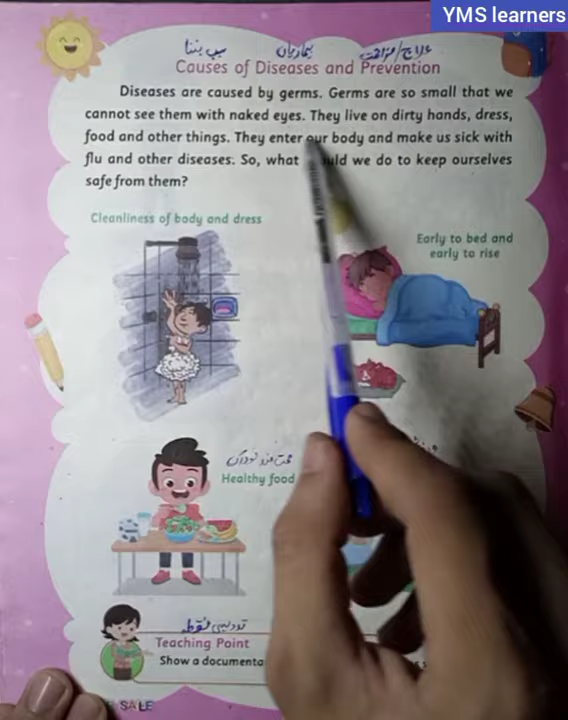 YMS learners
سبب بننا بیماریاں علاج/مزاحمت
Causes of Diseases and Prevention
Diseases are caused by germs. Germs are so small that we
cannot see them with naked eyes. They live on dirty hands, dress,
food and other things. They enter our body and make us sick with
flu and other diseases. So, what we do to keep ourselves
safe from them?
Cleanliness of body and dress
Early to bed and
early to rise
صحت مند خوراک
Healthy food
تدریسی نقطہ
Teaching Point
Show a documenta
SALE